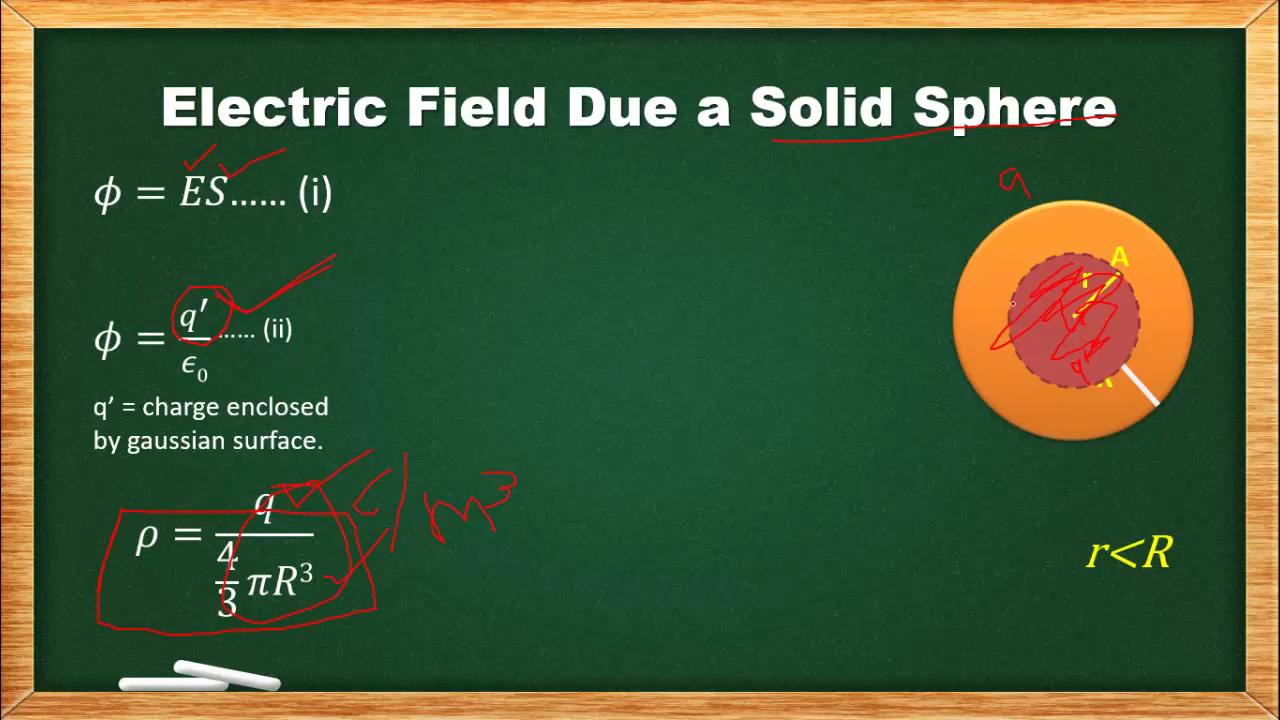 Electric Field Due a Solid Sphere
ϕ = ES...... (i)
ϕ = q′/ϵ₀ ...... (ii)
q’ = charge enclosed
by gaussian surface.
ρ = q / (4/3 πR³)
C/m³
q
A
r
q'
R
r<R